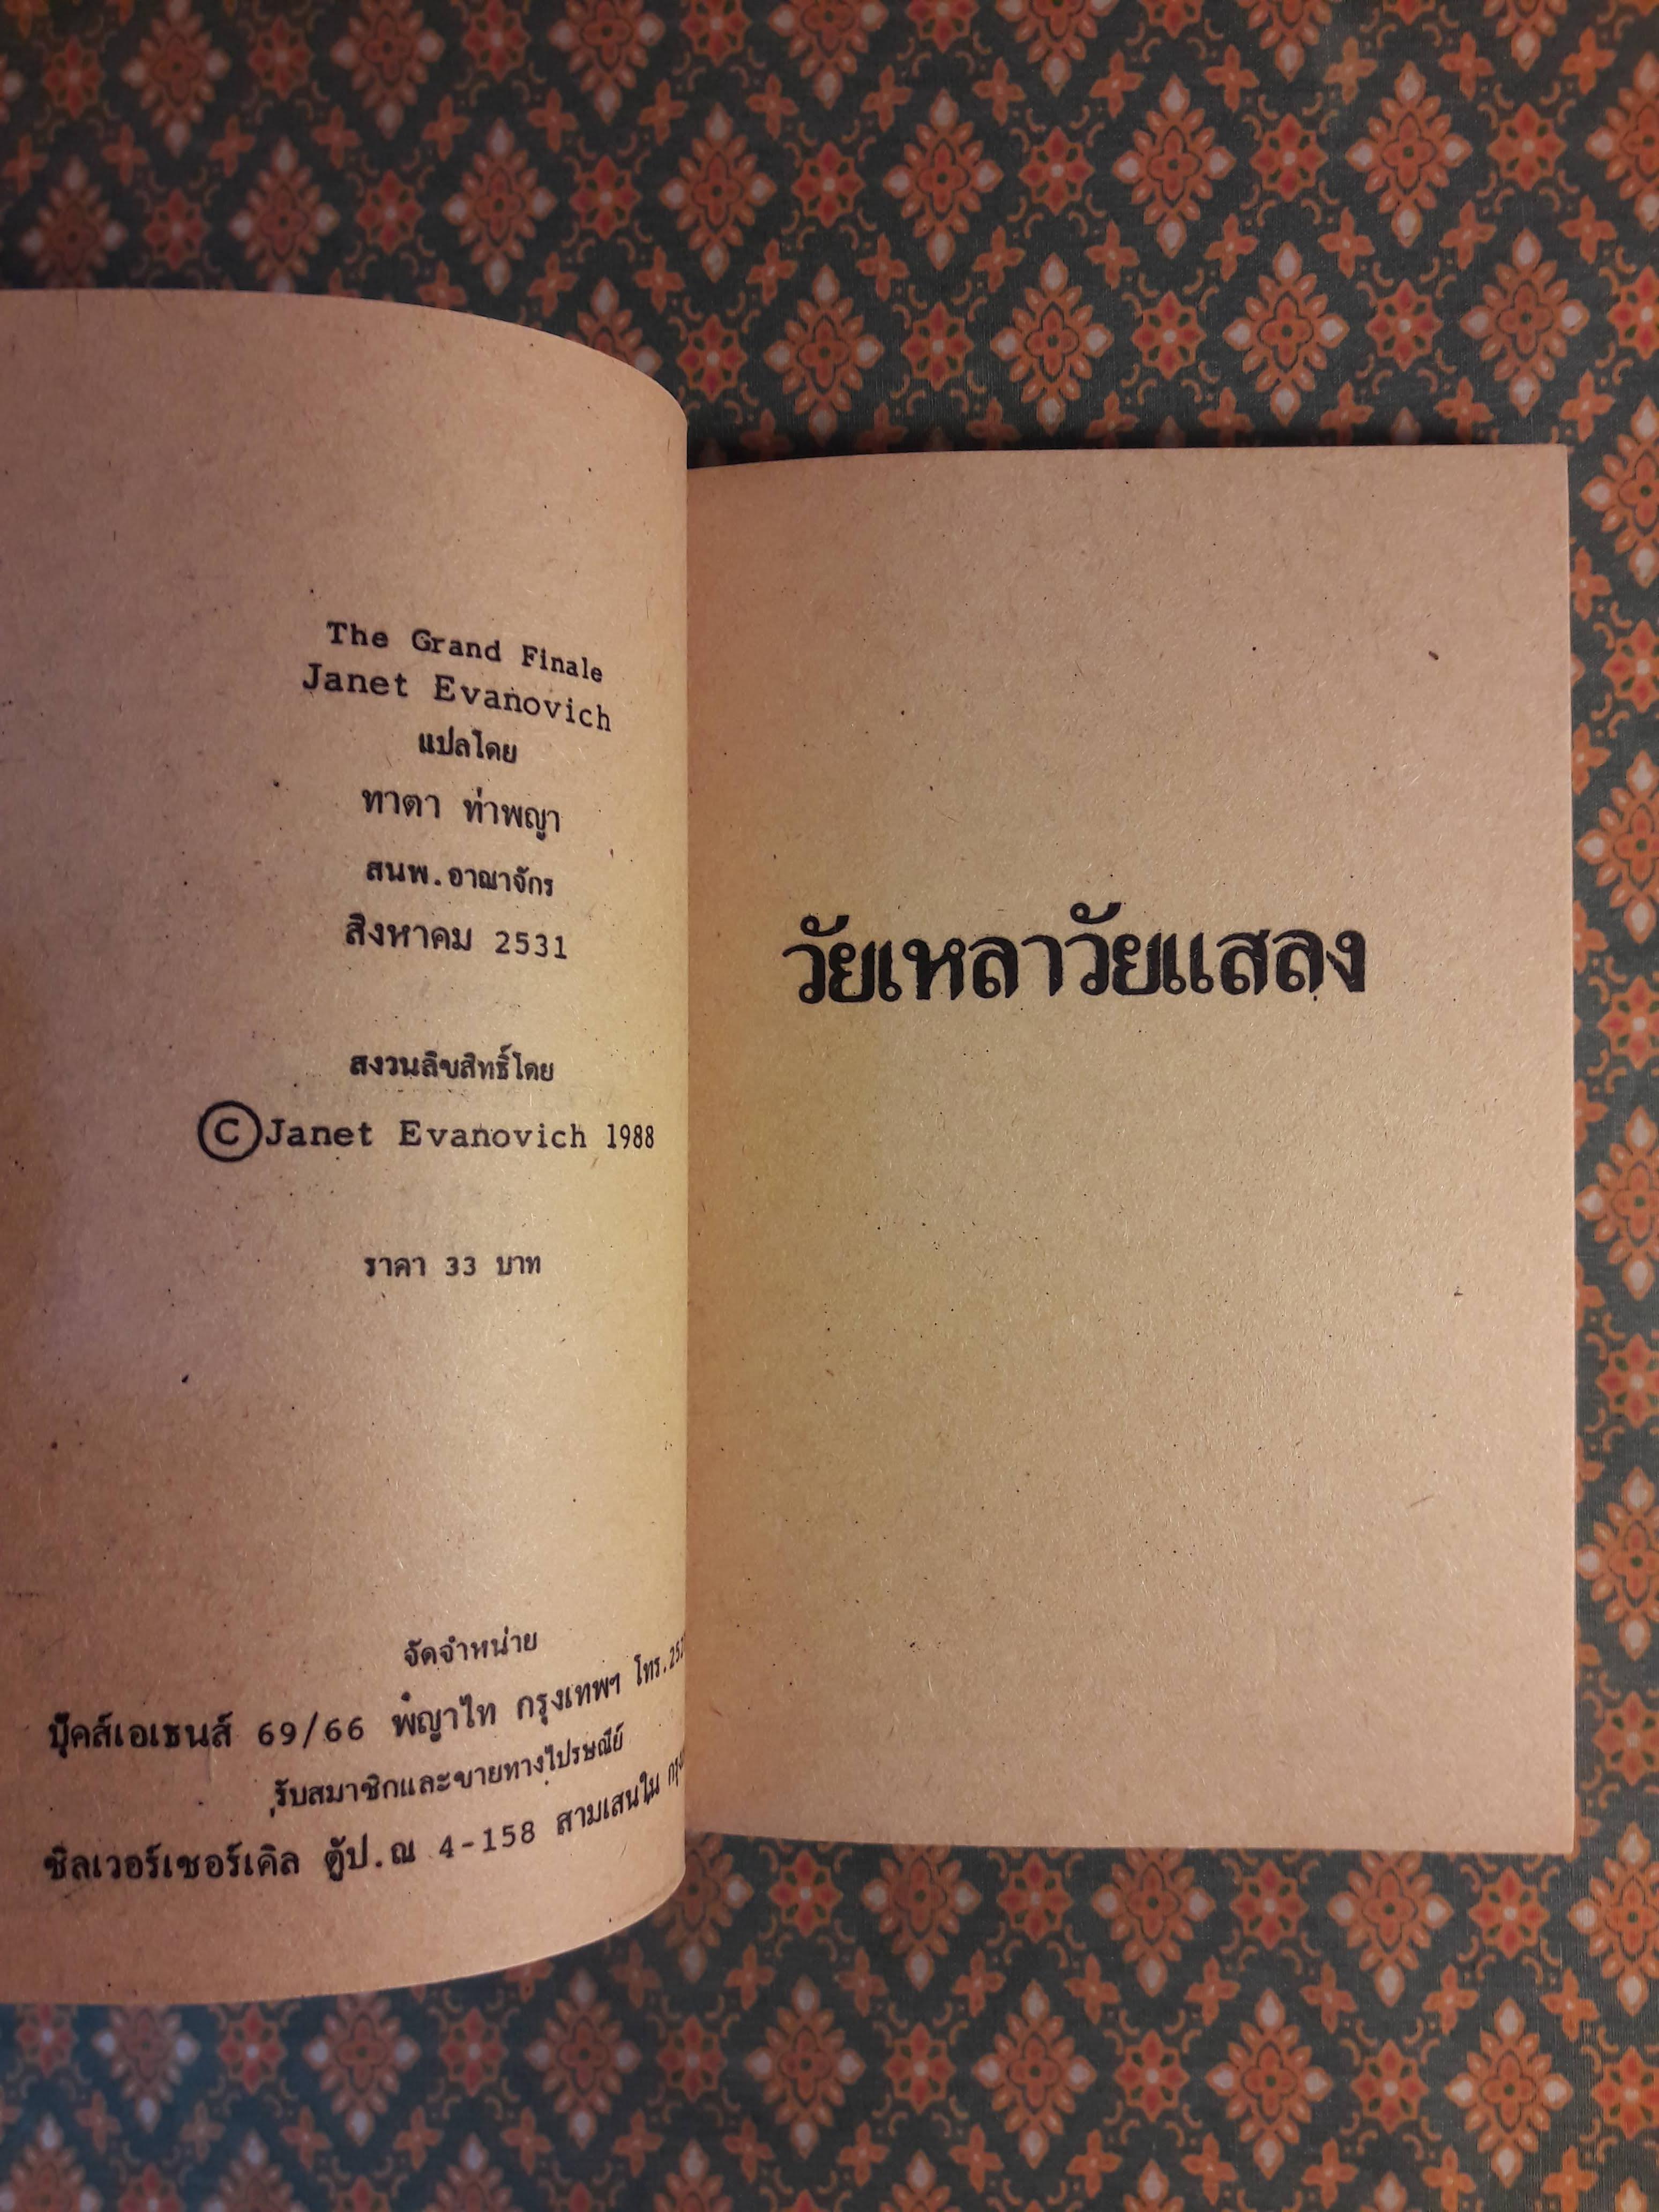 The Grand Finale
Janet Evanovich
แปลโดย
ทาดา ท่าพญา
สนพ.อาณาจักร
สิงหาคม 2531
สงวนลิขสิทธิ์โดย
©Janet Evanovich 1988
ราคา 33 บาท
จัดจำหน่าย
บุ๊คส์เอเยนส์ 69/66 พญาไท กรุงเทพฯ โทร.
รับสมาชิกและขายทางไปรษณีย์
ซิลเวอร์เซอร์เคิล ตู้ป.ณ 4-158 สามเสนใน
วัยเหลาวัยแสลง